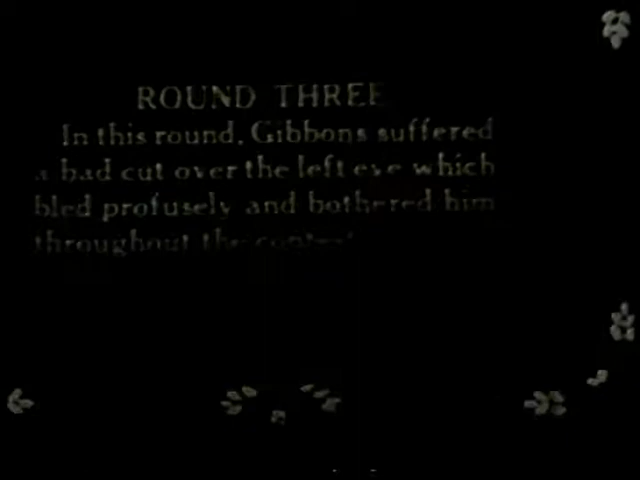 ROUND THREE
In this round, Gibbons suffered
a bad cut over the left eye which
bled profusely and bothered him
throughout the contest